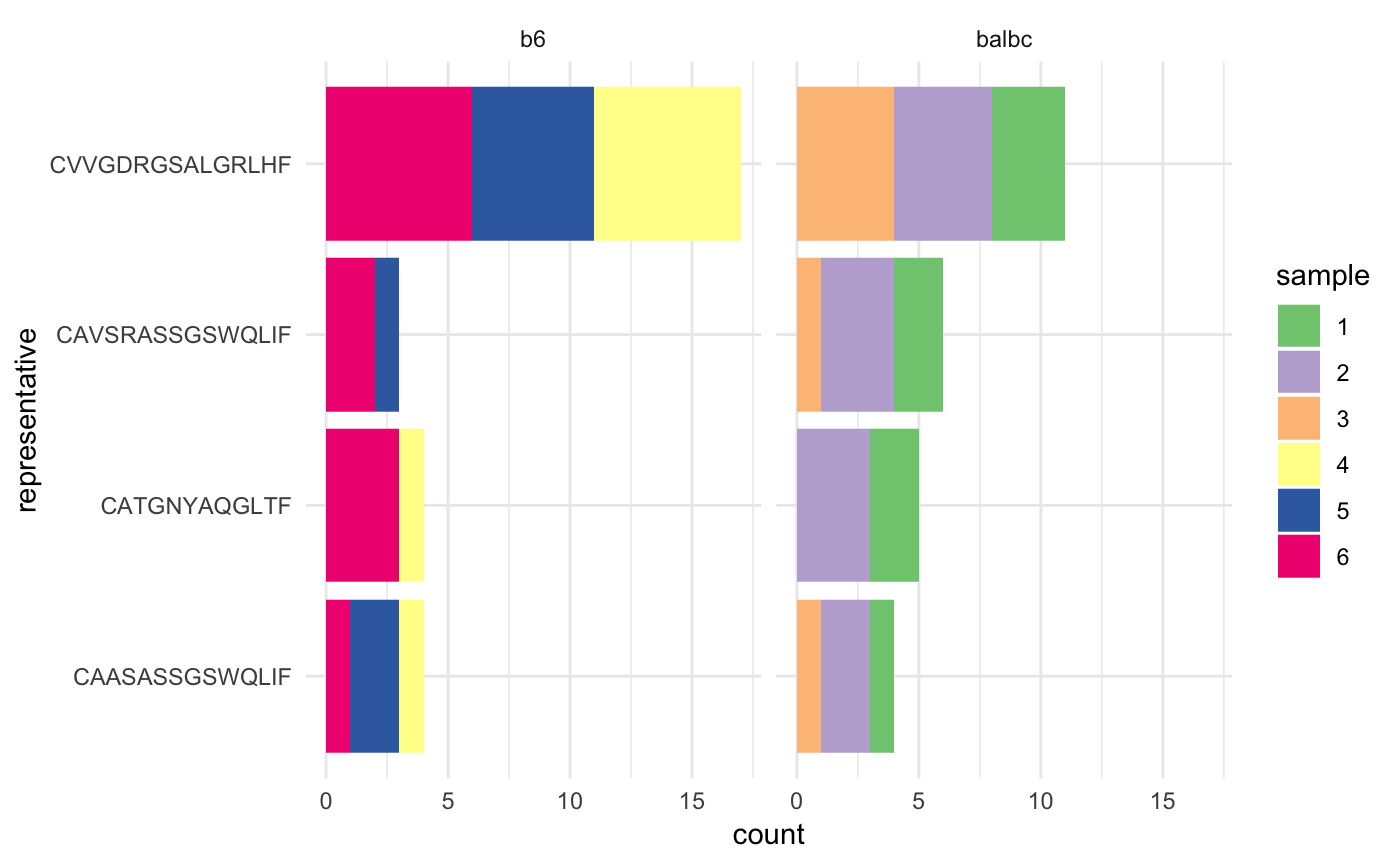 b6
balbc
CVVGDRGSALGRLHF
CAVSRASSGSWQLIF
CATGNYAQGLTF
CAASASSGSWQLIF
representative
0 5 10 15
0 5 10 15
count
sample
1
2
3
4
5
6